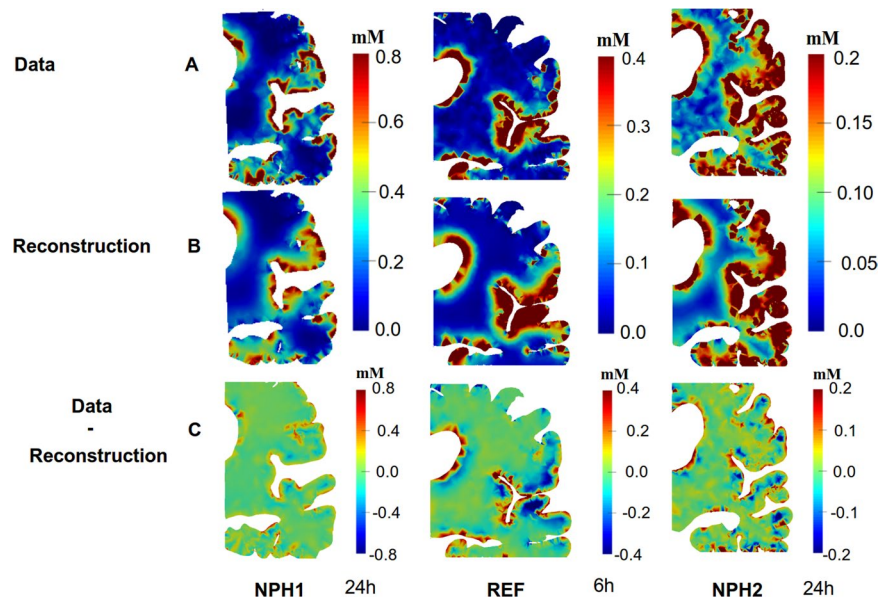 mM mM mM
Data A 0.8 0.4 0.2
0.6 0.3 0.15
0.4 0.2 0.10
Reconstruction B 0.2 0.1 0.05
0.0 0.0 0.0
mM mM mM
Data 0.8 0.4 0.2
- C 0.4 0.2 0.1
Reconstruction 0.0 0.0 0.0
-0.4 -0.2 -0.1
-0.8 -0.4 -0.2
NPH1 24h REF 6h NPH2 24h